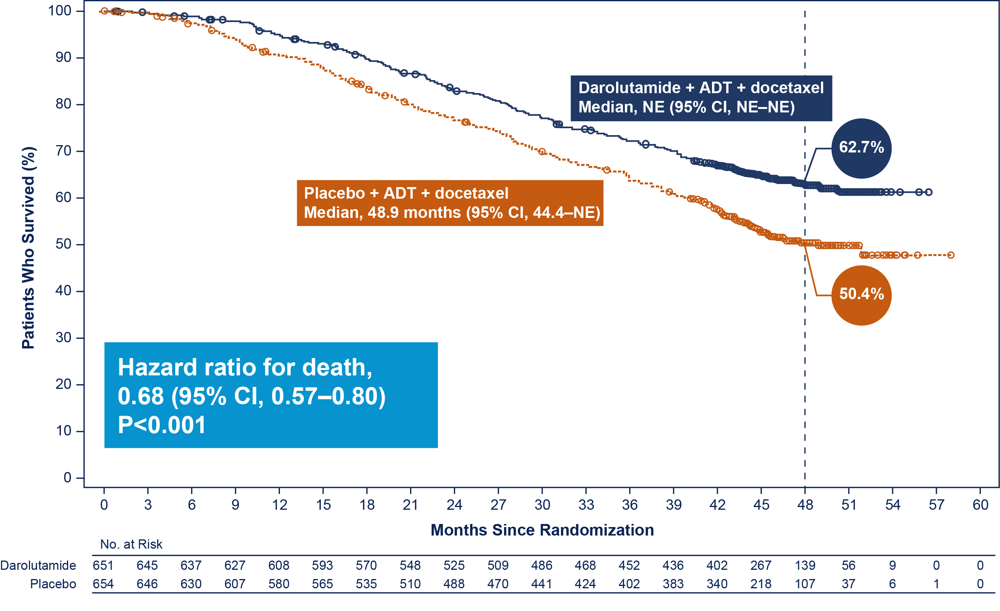 Patients Who Survived (%)
100
90
80
70
60
50
40
30
20
10
0
Darolutamide + ADT + docetaxel
Median, NE (95% CI, NE–NE)
62.7%
Placebo + ADT + docetaxel
Median, 48.9 months (95% CI, 44.4–NE)
50.4%
Hazard ratio for death,
0.68 (95% CI, 0.57–0.80)
P<0.001
0 3 6 9 12 15 18 21 24 27 30 33 36 39 42 45 48 51 54 57 60
Months Since Randomization
No. at Risk
Darolutamide 651 645 637 627 608 593 570 548 525 509 486 468 452 436 402 267 139 56 9 0 0
Placebo 654 646 630 607 580 565 535 510 488 470 441 424 402 383 340 218 107 37 6 1 0